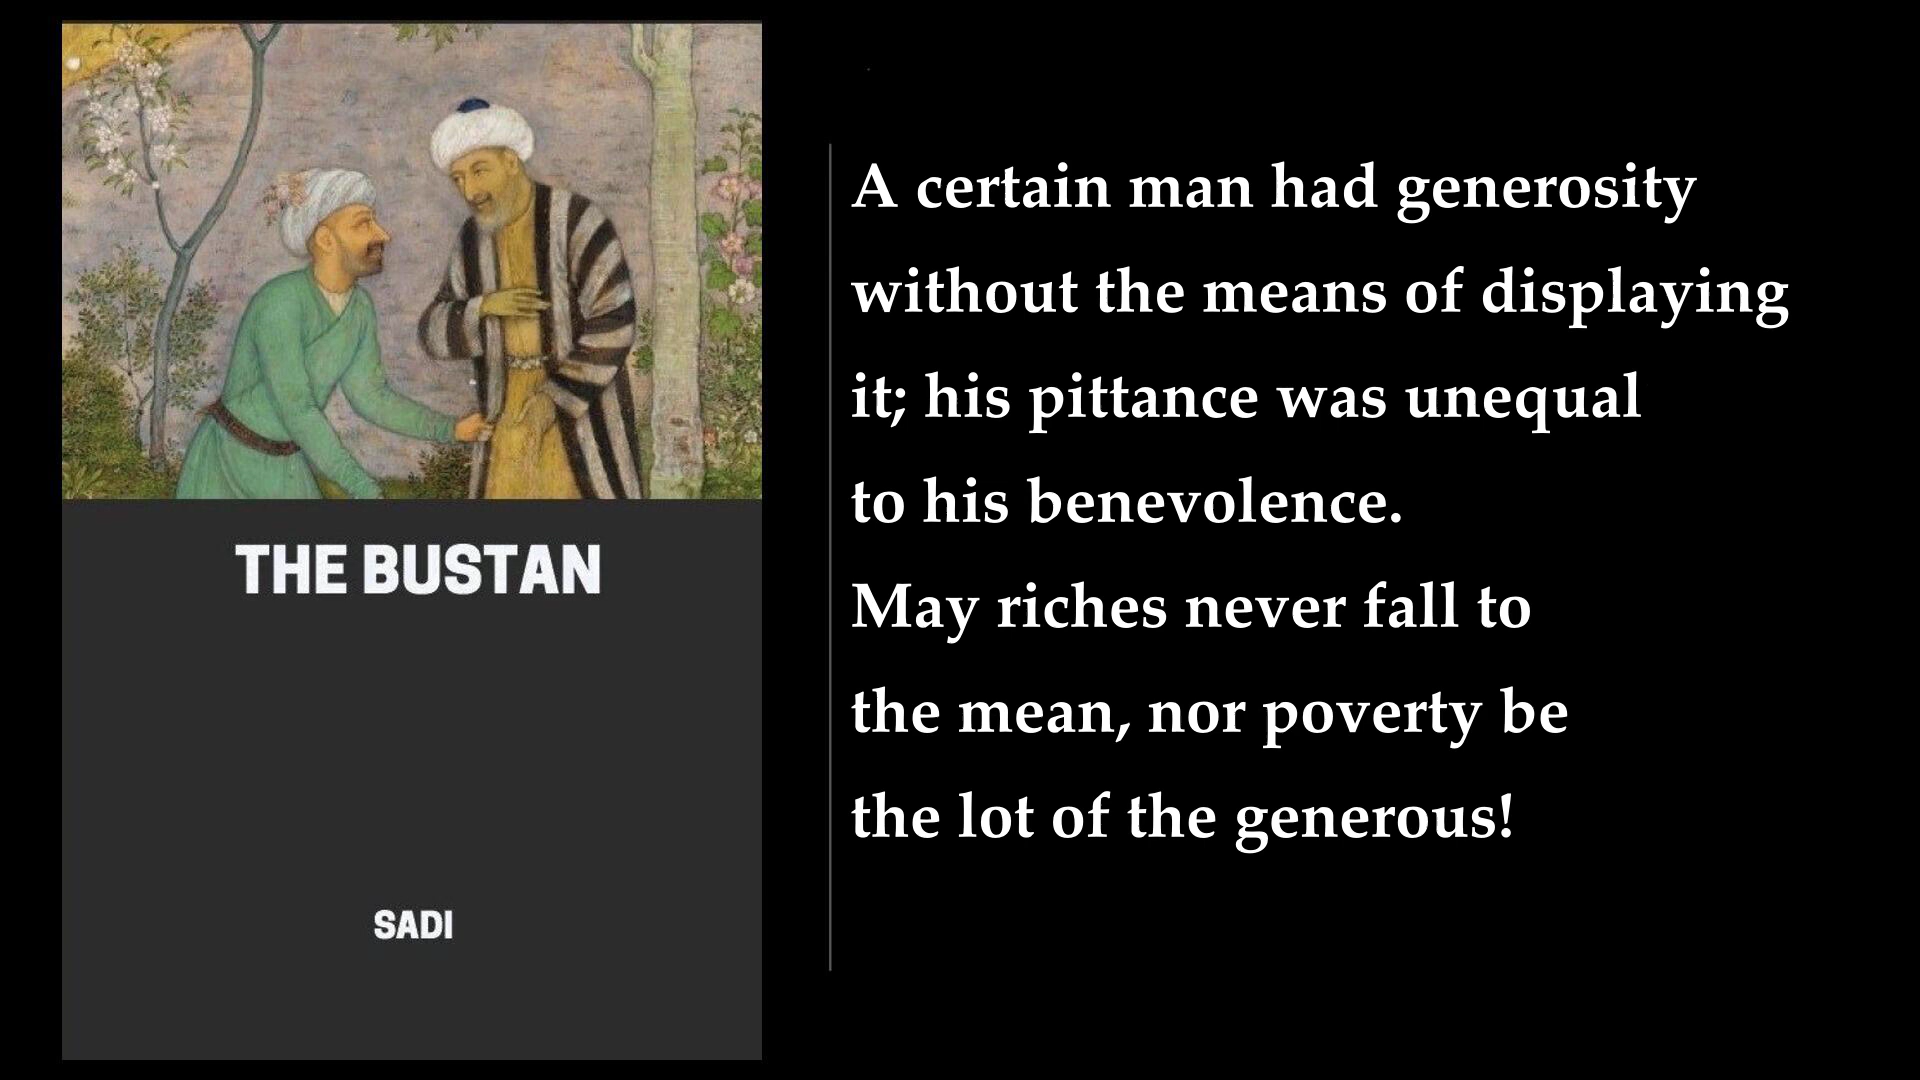 THE BUSTAN
SADI
A certain man had generosity
without the means of displaying
it; his pittance was unequal
to his benevolence.
May riches never fall to
the mean, nor poverty be
the lot of the generous!